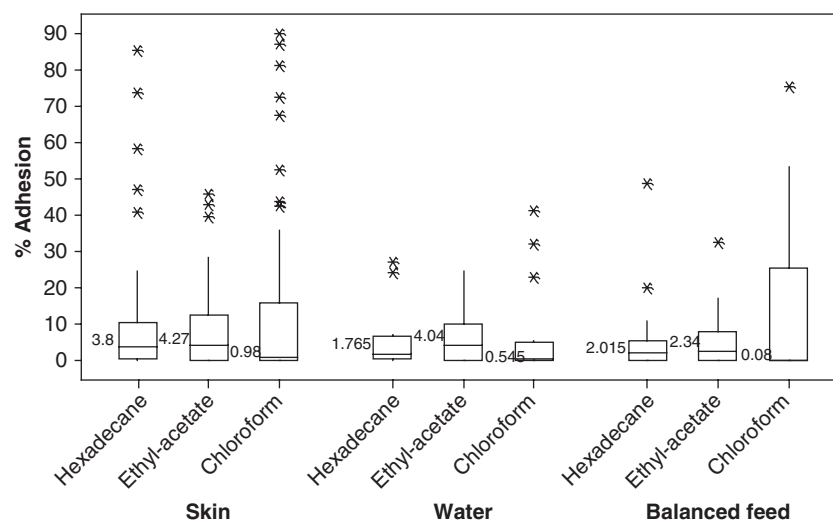 % Adhesion
90
80
70
60
50
40
30
20
10
0
3.8
4.27
0.98
1.765
4.04
0.545
2.015
2.34
0.08
Hexadecane
Ethyl-acetate
Chloroform
Hexadecane
Ethyl-acetate
Chloroform
Hexadecane
Ethyl-acetate
Chloroform
Skin
Water
Balanced feed